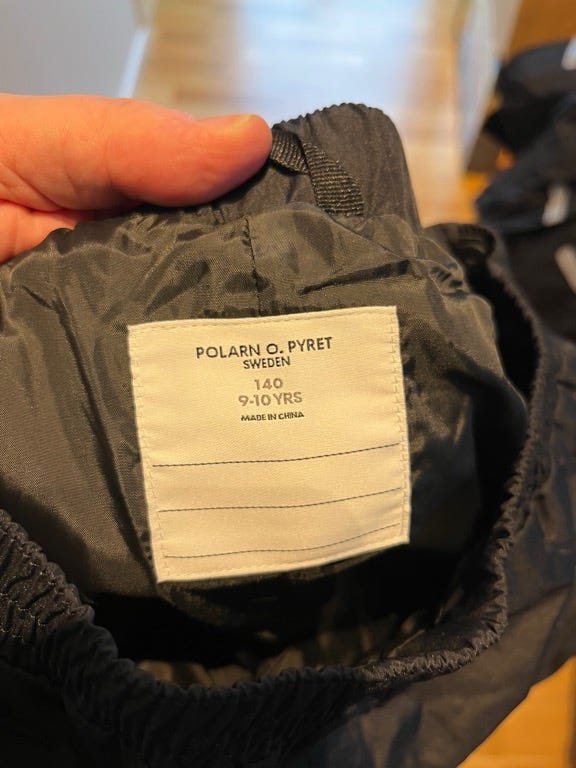 POLARN O. PYRET
SWEDEN
140
9-10 YRS
MADE IN CHINA